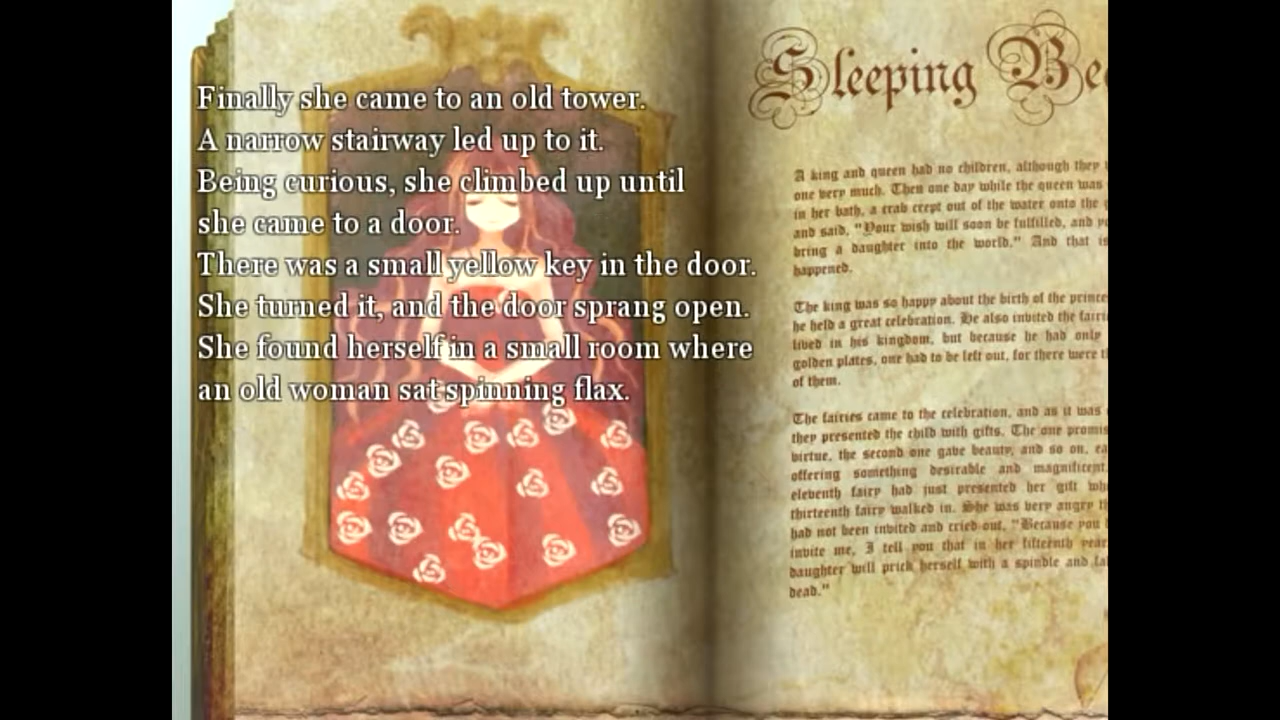 Finally she came to an old tower.
A narrow stairway led up to it.
Being curious, she climbed up until
she came to a door.
There was a small yellow key in the door.
She turned it, and the door sprang open.
She found herself in a small room where
an old woman sat spinning flax.
Sleeping
A king and queen had no children, although they
one very much. Then one day while the queen was
in her bath, a crab crept out of the water onto the
and said, "Your wish will soon be fulfilled, and
bring a daughter into the world." And that is
happened.
The king was so happy about the birth of the
he held a great celebration. He also invited the
lived in his kingdom, but because he had only
golden plates, one had to be left out, for there were
of them.
The fairies came to the celebration, and as it was
they presented the child with gifts. The one
virtue, the second one gave beauty, and so on,
offering something desirable and magnificent.
eleventh fairy had just presented her gift
thirteenth fairy walked in. She was very angry
had not been invited and cried out, "Because you
invite me, I tell you that in her fifteenth
daughter will prick herself with a spindle and
dead."